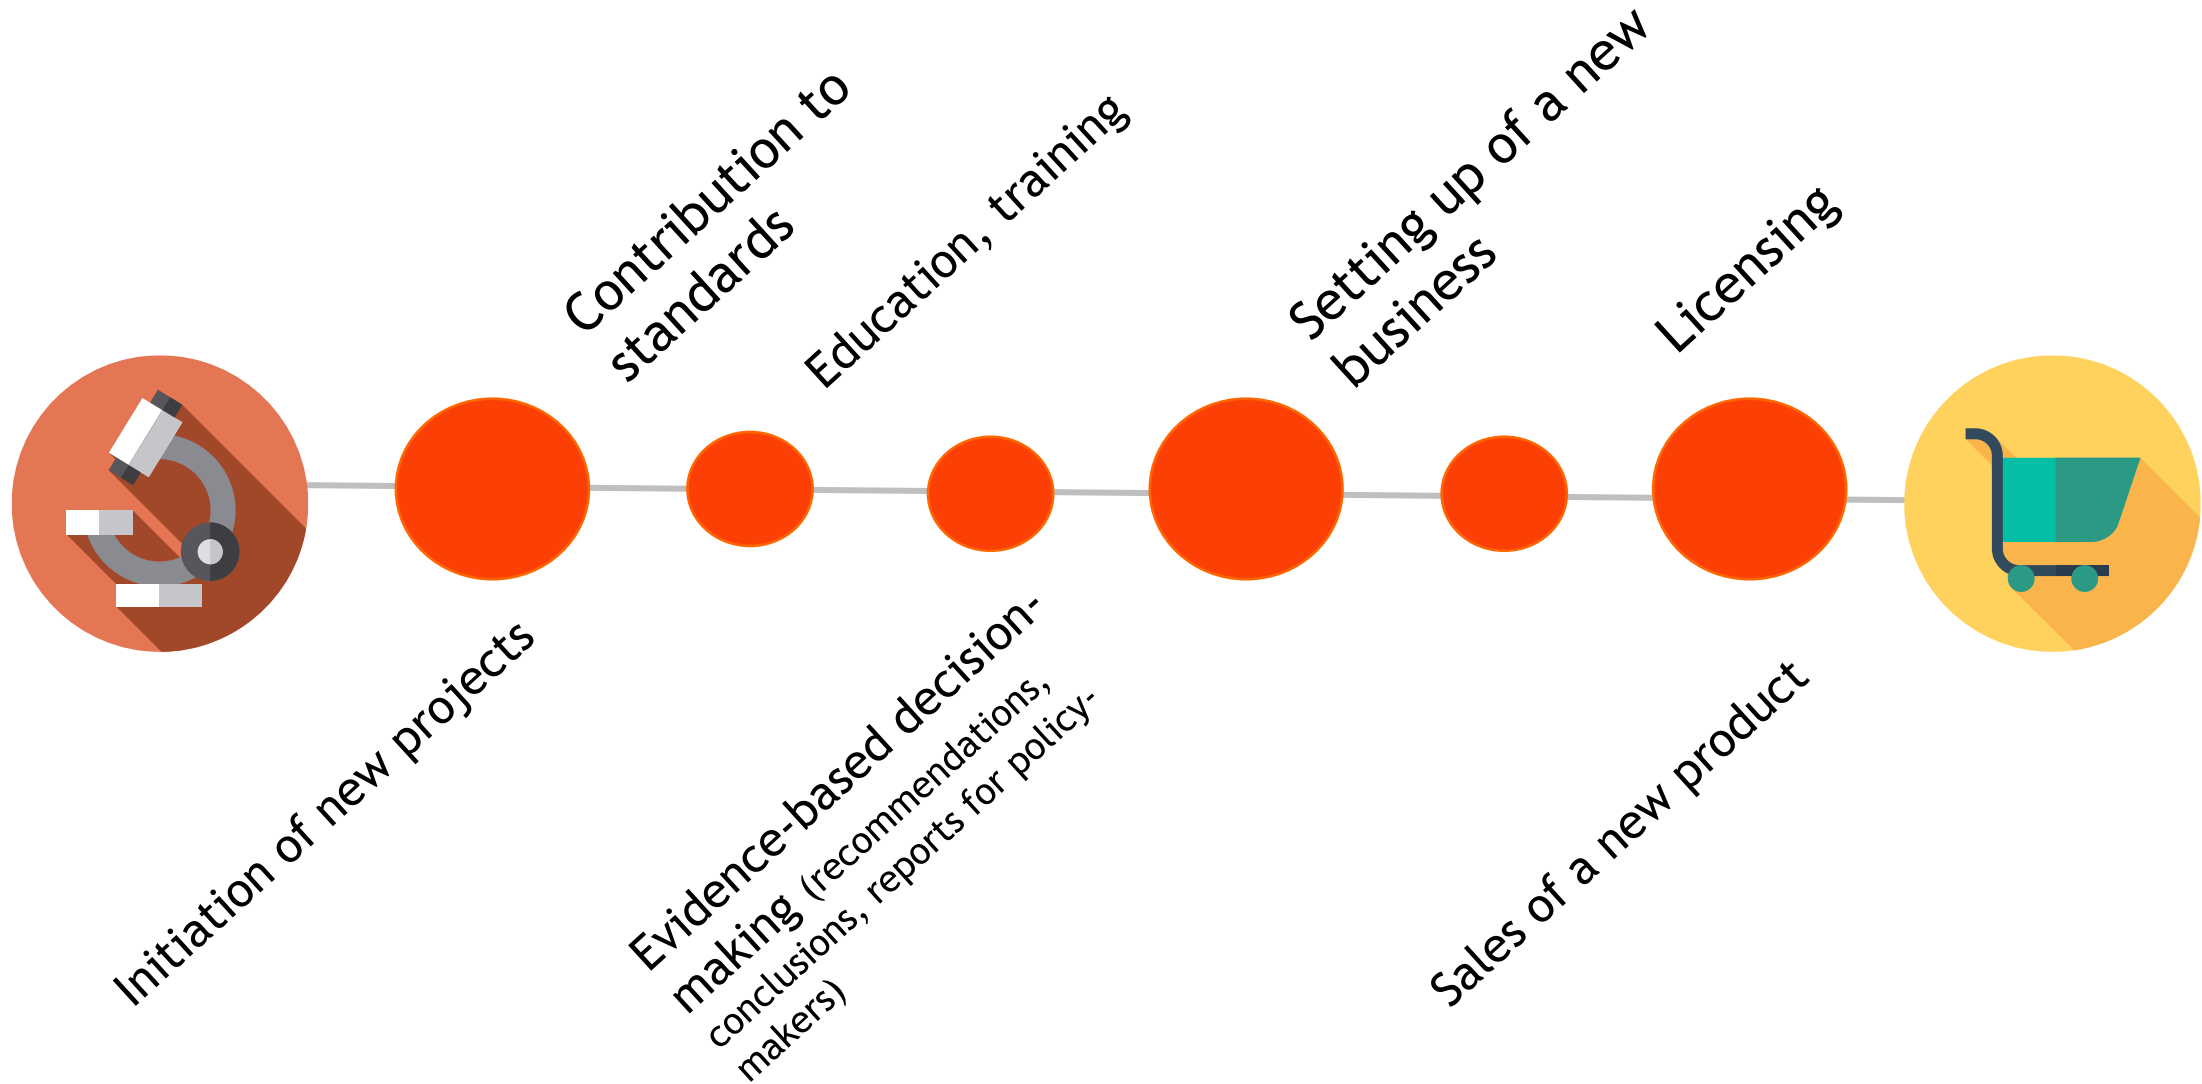 Contribution to
standards
Education, training
Setting up of a new
business
Licensing
Initiation of new projects
Evidence-based decision-
making (recommendations,
conclusions, reports for policy-
makers)
Sales of a new product